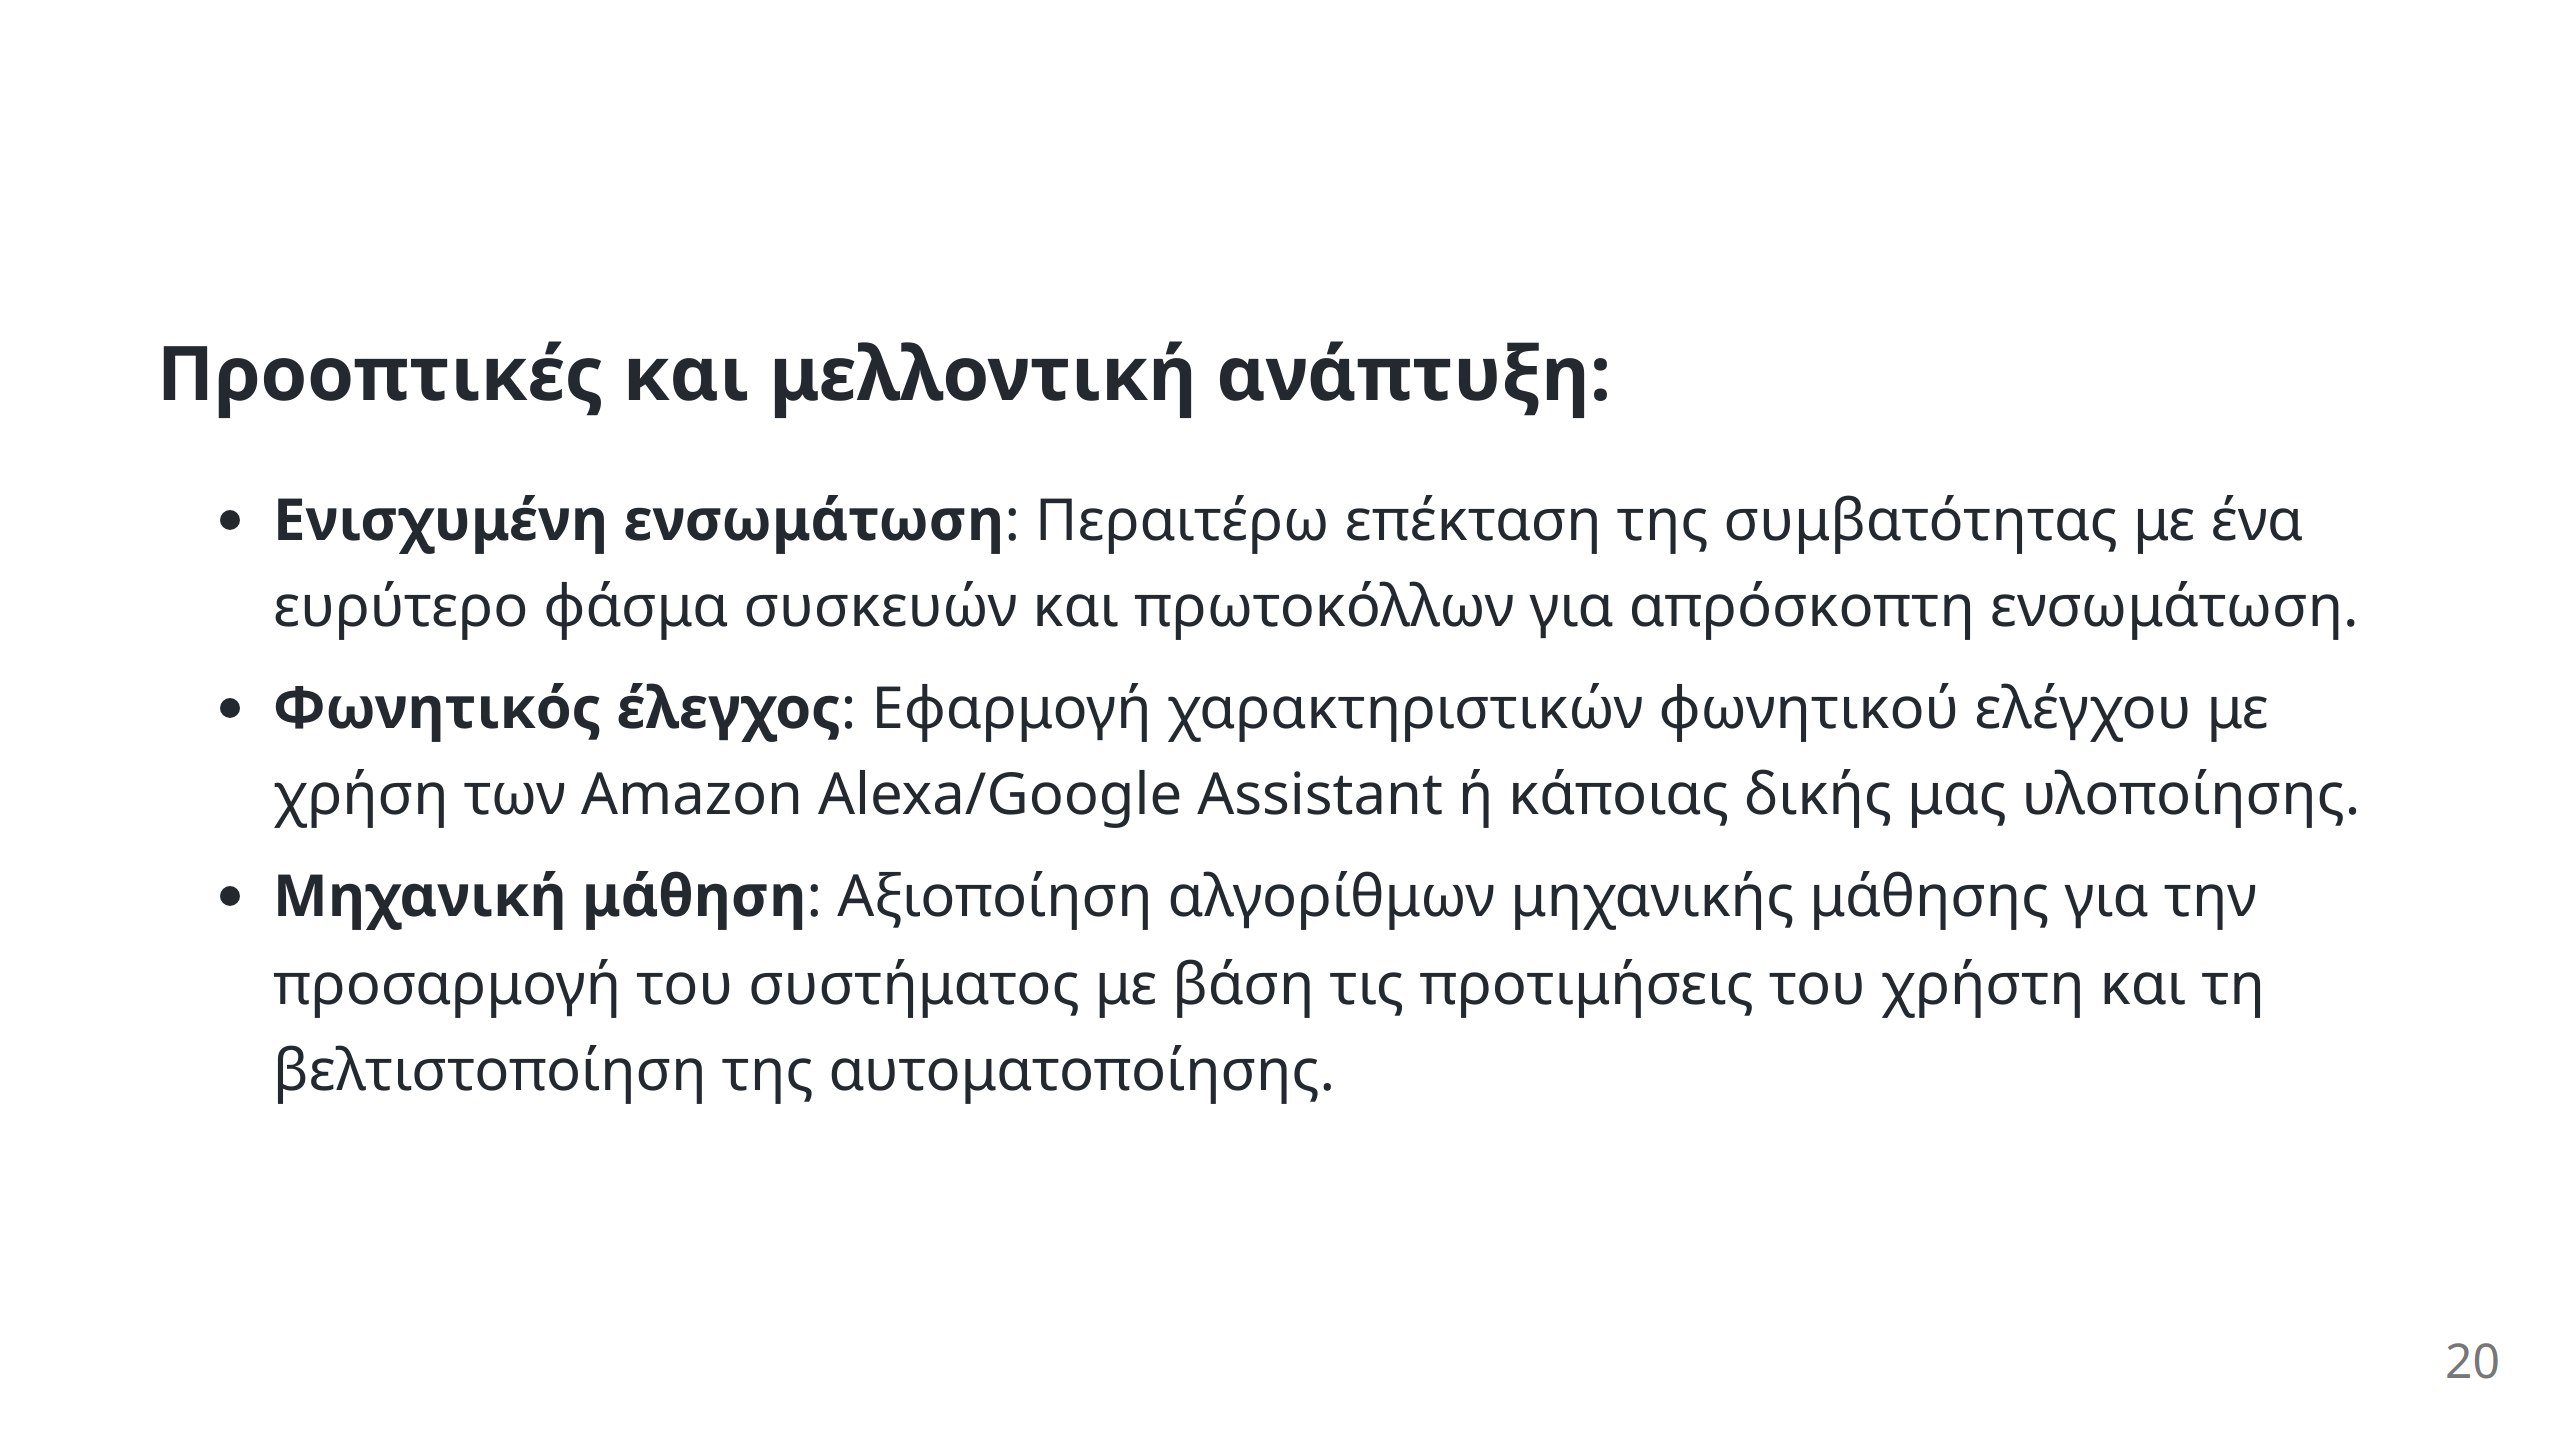 Προοπτικές και μελλοντική ανάπτυξη:
• Ενισχυμένη ενσωμάτωση: Περαιτέρω επέκταση της συμβατότητας με ένα
ευρύτερο φάσμα συσκευών και πρωτοκόλλων για απρόσκοπτη ενσωμάτωση.
• Φωνητικός έλεγχος: Εφαρμογή χαρακτηριστικών φωνητικού ελέγχου με
χρήση των Amazon Alexa/Google Assistant ή κάποιας δικής μας υλοποίησης.
• Μηχανική μάθηση: Αξιοποίηση αλγορίθμων μηχανικής μάθησης για την
προσαρμογή του συστήματος με βάση τις προτιμήσεις του χρήστη και τη
βελτιστοποίηση της αυτοματοποίησης.
20